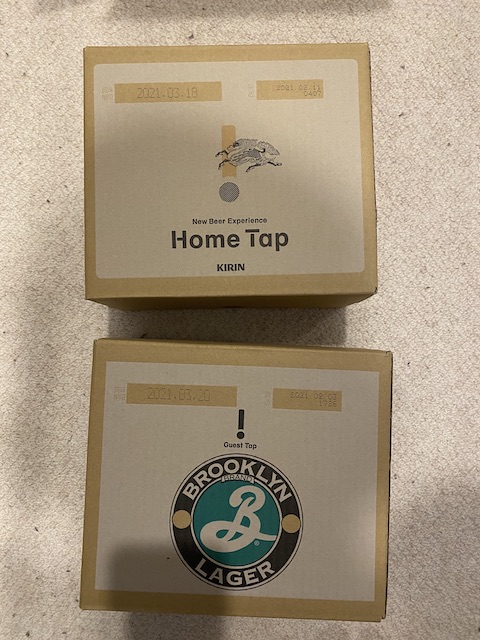 2021.03.18
New Beer Experience
Home Tap
KIRIN
2021.03.20
!
Guest Tap
BROOKLYN
BRAND
B
LAGER